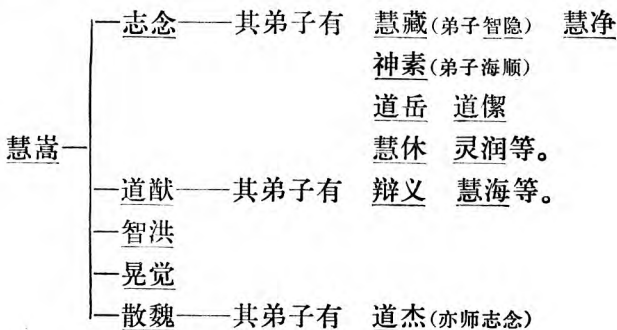 志念——其弟子有 慧藏(弟子智隐) 慧净
神素(弟子海顺)
道岳 道傑
慧嵩
慧休 灵润等。
道猷——其弟子有 辩义 慧海等。
智洪
晃觉
散魏——其弟子有 道杰(亦师志念)